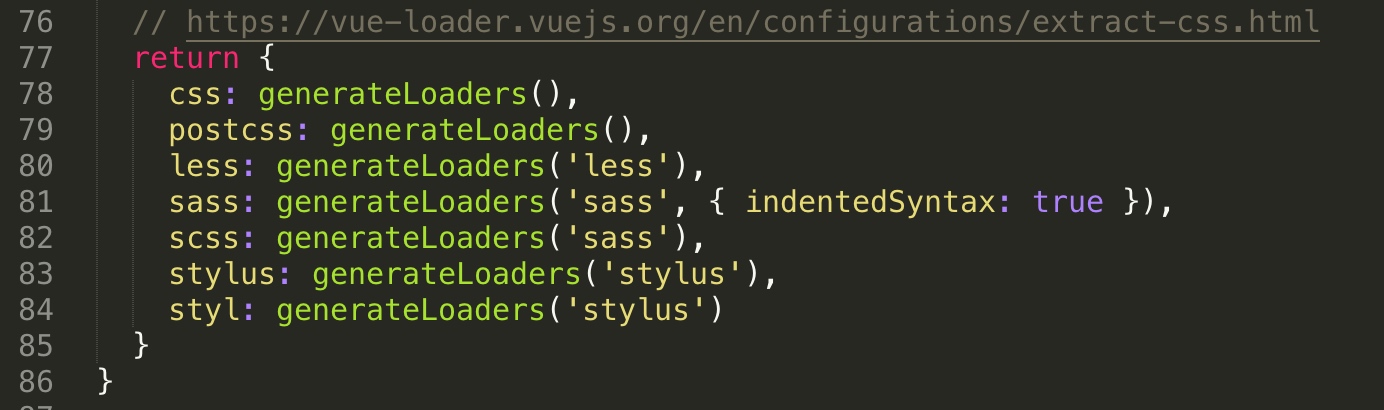 76 // https://vue-loader.vuejs.org/en/configurations/extract-css.html
77 return {
78 css: generateLoaders(),
79 postcss: generateLoaders(),
80 less: generateLoaders('less'),
81 sass: generateLoaders('sass', { indentedSyntax: true }),
82 scss: generateLoaders('sass'),
83 stylus: generateLoaders('stylus'),
84 styl: generateLoaders('stylus')
85 }
86 }